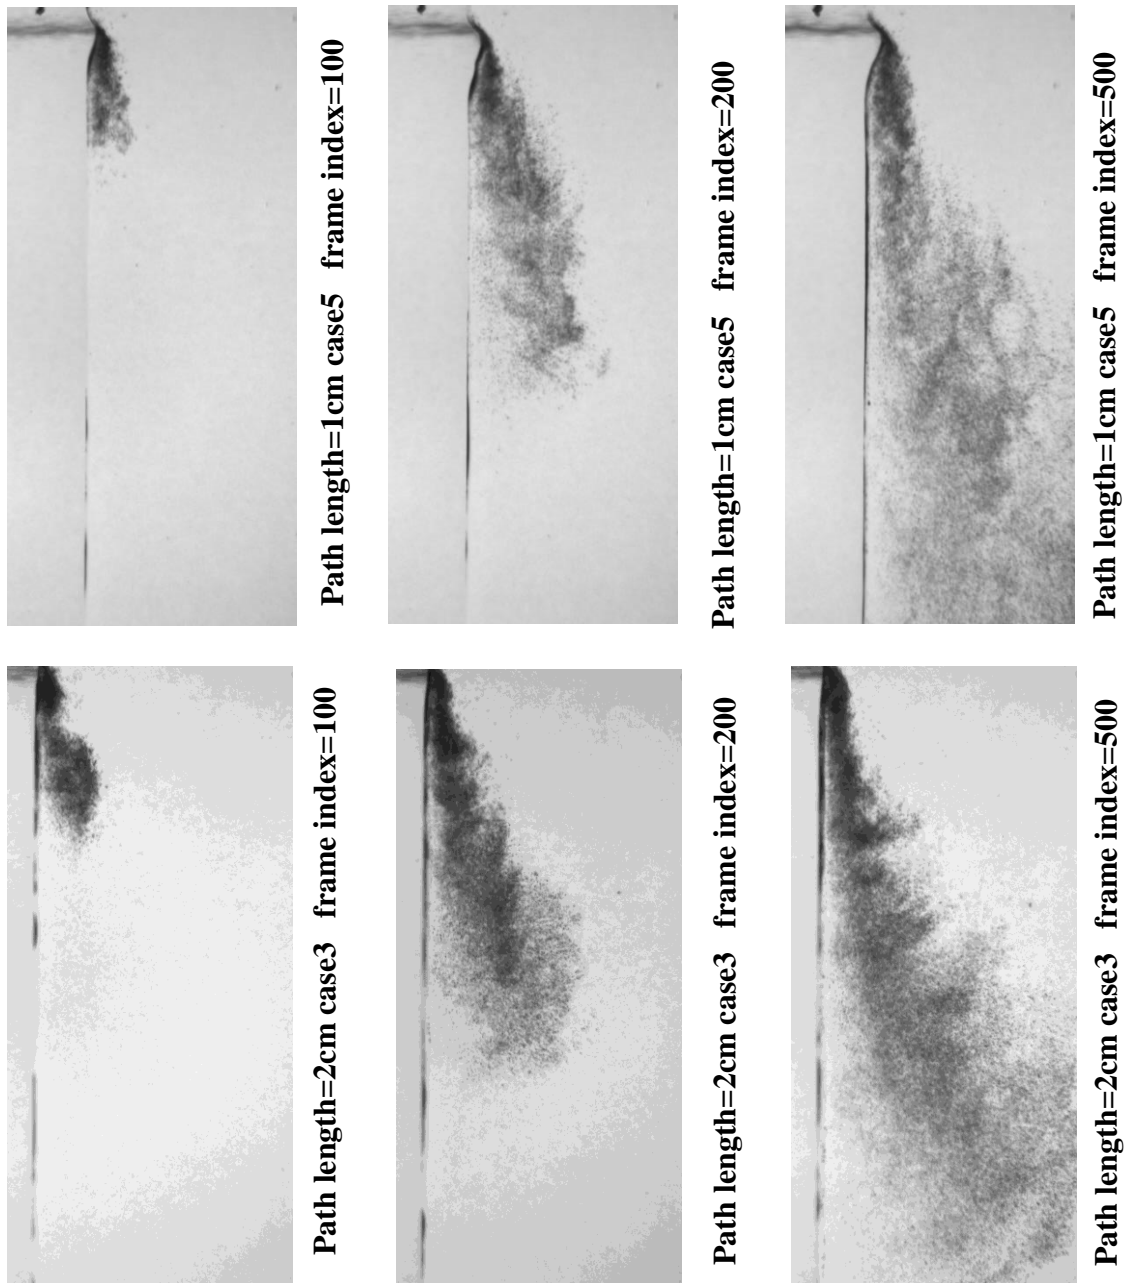 Path length=1cm case5 frame index=100
Path length=1cm case5 frame index=200
Path length=1cm case5 frame index=500
Path length=2cm case3 frame index=100
Path length=2cm case3 frame index=200
Path length=2cm case3 frame index=500